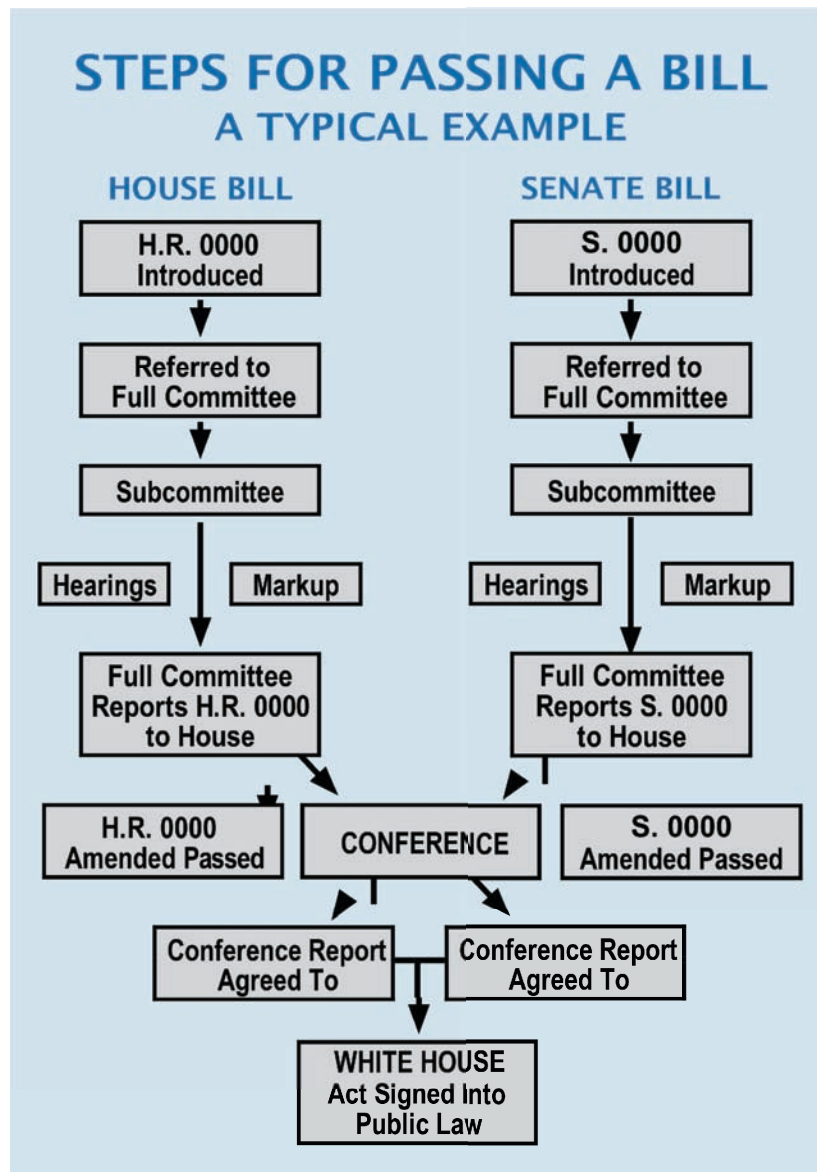 STEPS FOR PASSING A BILL
A TYPICAL EXAMPLE
HOUSE BILL
H.R. 0000
Introduced
Referred to
Full Committee
Subcommittee
Hearings
Markup
Full Committee
Reports H.R. 0000
to House
H.R. 0000
Amended Passed
SENATE BILL
S. 0000
Introduced
Referred to
Full Committee
Subcommittee
Hearings
Markup
Full Committee
Reports S. 0000
to House
S. 0000
Amended Passed
CONFERENCE
Conference Report
Agreed To
Conference Report
Agreed To
WHITE HOUSE
Act Signed Into
Public Law